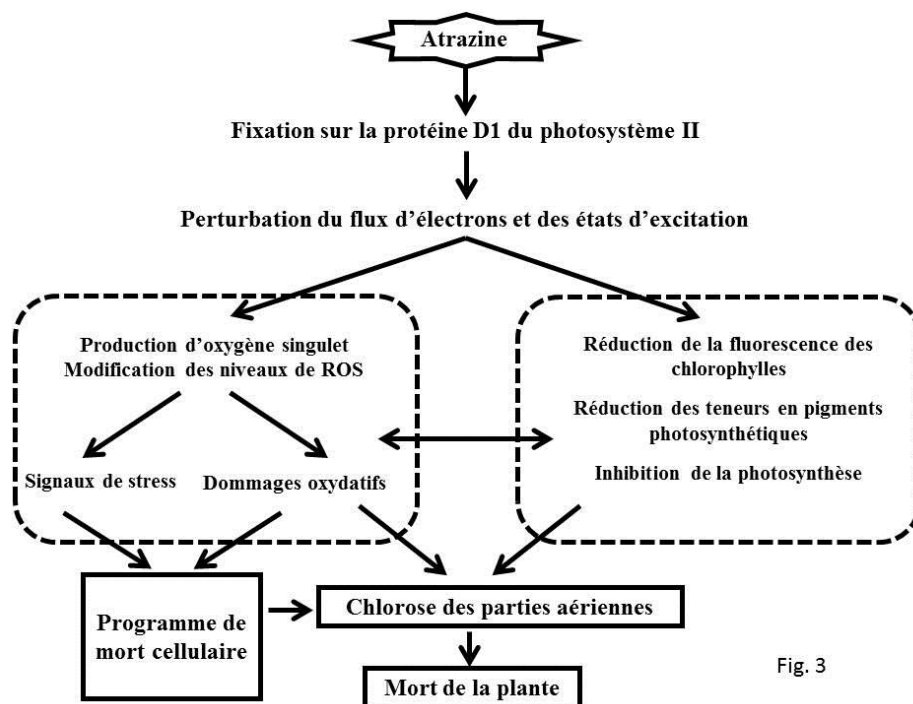 Atrazine
Fixation sur la protéine D1 du photosystème II
Perturbation du flux d'électrons et des états d'excitation
Production d'oxygène singulet
Modification des niveaux de ROS
Signaux de stress
Dommages oxydatifs
Réduction de la fluorescence des
chlorophylles
Réduction des teneurs en pigments
photosynthétiques
Inhibition de la photosynthèse
Programme de
mort cellulaire
Chlorose des parties aériennes
Mort de la plante
Fig. 3